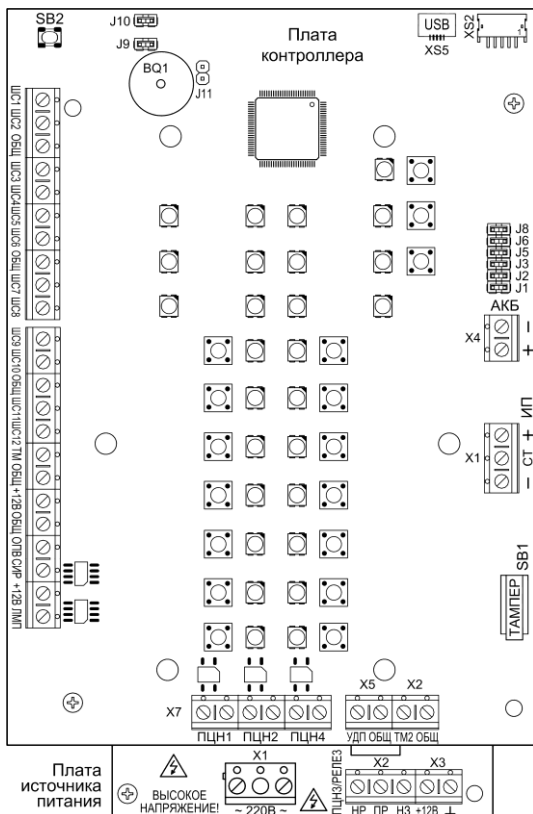 SB2
J10
J9
BQ1
J11
Плата
контроллера
USB
XS5
XS2
1
ШС1 ШС2 ОБЩ ШС3 ШС4 ШС5 ШС6 ОБЩ ШС7 ШС8
J8
J6
J5
J3
J2
J1
АКБ
X4
− +
ШС9 ШС10 ОБЩ ШС11 ШС12 ТМ ОБЩ +12В ОБЩ ОПВ СИР +12В ЛМП
ИП
X1
− СТ +
SB1
ТАМПЕР
X5
X2
X7
ПЦН1
ПЦН2
ПЦН4
УДП ОБЩ ТМ2 ОБЩ
Плата
источника
питания
ВЫСОКОЕ
НАПРЯЖЕНИЕ!
X1
~ 220В ~
ПЦН3/РЕЛЕ3
X2
X3
НР ПР НЗ +12В ⊥